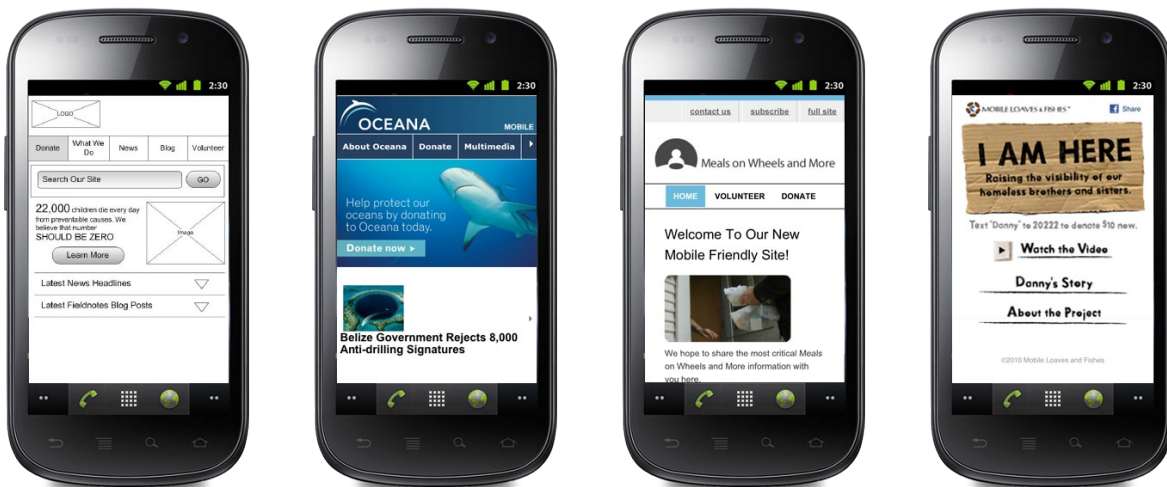 2:30
LOGO
Donate
What We
Do
News
Blog
Volunteer
Search Our Site
GO
22,000 children die every day
from preventable causes. We
believe that number
SHOULD BE ZERO
Image
Learn More
Latest News Headlines
Latest Fieldnotes Blog Posts
2:30
OCEANA
MOBILE
About Oceana
Donate
Multimedia
Help protect our
oceans by donating
to Oceana today.
Donate now >
Belize Government Rejects 8,000
Anti-drilling Signatures
2:30
contact us
subscribe
full site
Meals on Wheels and More
HOME
VOLUNTEER
DONATE
Welcome To Our New
Mobile Friendly Site!
We hope to share the most critical Meals
on Wheels and More information with
you here.
2:30
MOBILE LOAVES & FISHES™
Share
I AM HERE
Raising the visibility of our
homeless brothers and sisters.
Text "Danny" to 20222 to donate $10 now.
Watch the Video
Danny's Story
About the Project
©2010 Mobile Loaves and Fishes